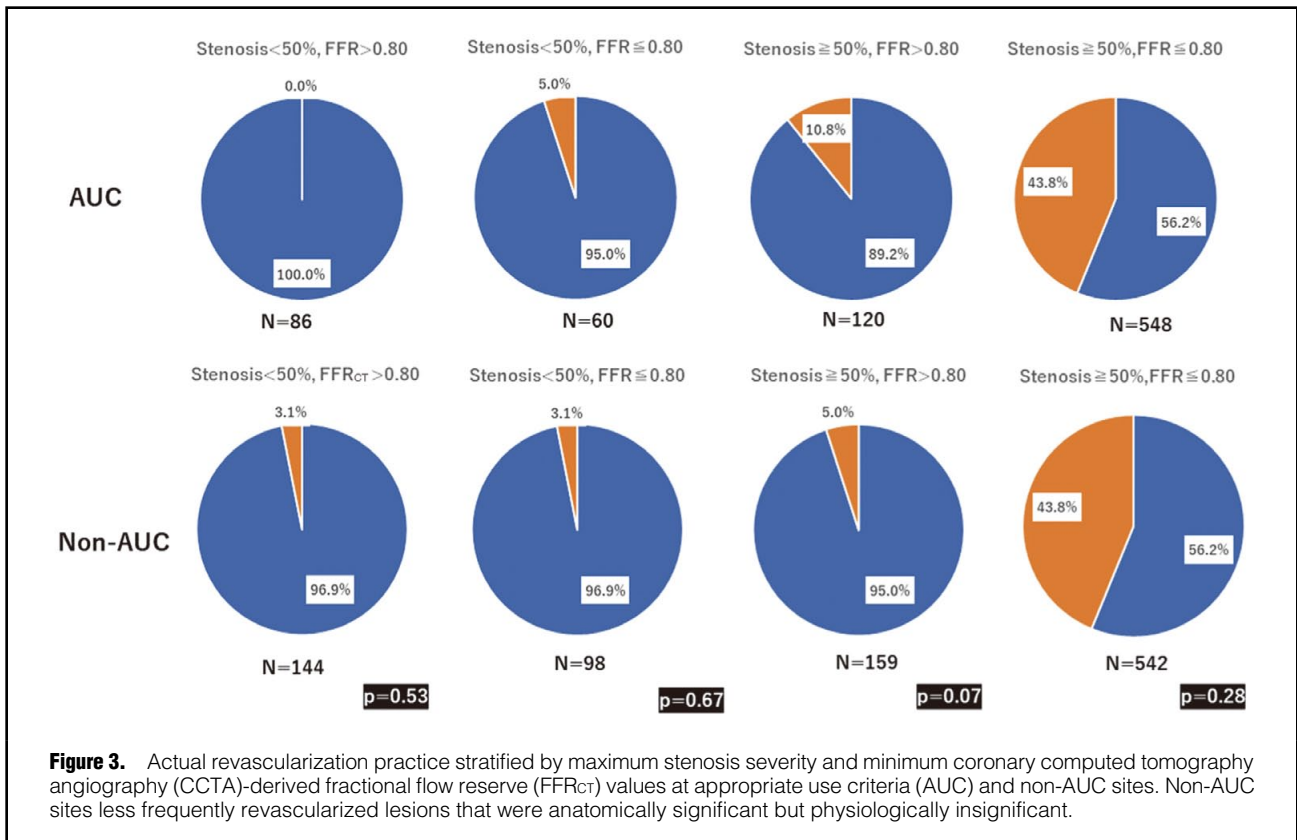 Stenosis<50%, FFR>0.80
Stenosis<50%, FFR≦0.80
Stenosis≧50%, FFR>0.80
Stenosis≧50%,FFR≦0.80
0.0%
5.0%
10.8%
43.8%
AUC
56.2%
100.0%
95.0%
89.2%
N=86
N=60
N=120
N=548
Stenosis<50%, FFRCT>0.80
Stenosis<50%, FFR≦0.80
Stenosis≧50%,FFR>0.80
Stenosis≧50%,FFR≦0.80
3.1%
3.1%
5.0%
43.8%
Non-AUC
56.2%
96.9%
96.9%
95.0%
N=144
N=98
N=159
N=542
p=0.53
p=0.67
p=0.07
p=0.28
Figure 3. Actual revascularization practice stratified by maximum stenosis severity and minimum coronary computed tomography
angiography (CCTA)-derived fractional flow reserve (FFRCT) values at appropriate use criteria (AUC) and non-AUC sites. Non-AUC
sites less frequently revascularized lesions that were anatomically significant but physiologically insignificant.